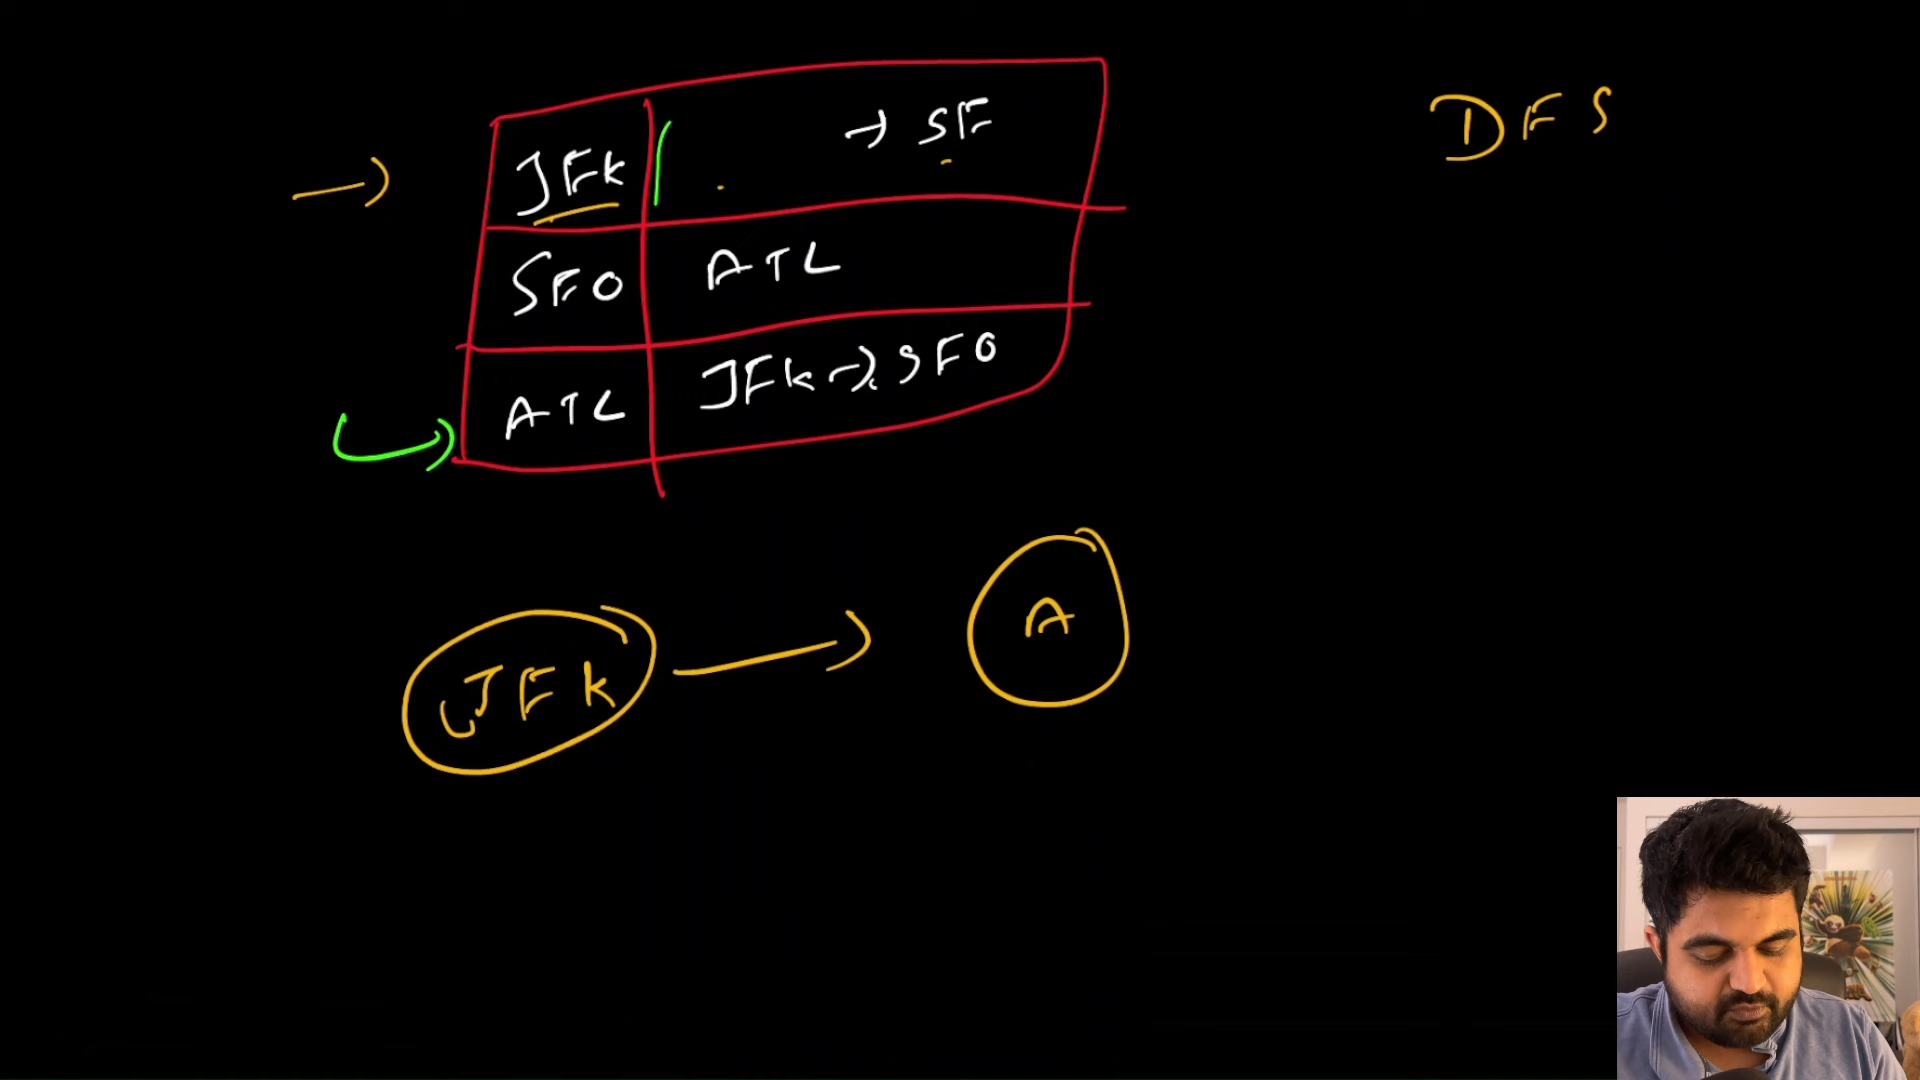 JFK → SF
DFS
SFO ATL
ATL JFK → SFO
JFK → A